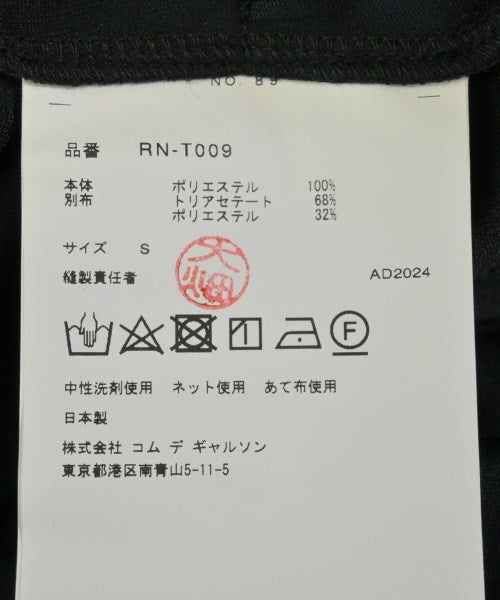 NO. 89
品番 RN-T009
本体 ポリエステル 100%
別布 トリアセテート 68%
ポリエステル 32%
サイズ S
縫製責任者 大畑 AD2024
F
中性洗剤使用 ネット使用 あて布使用
日本製
株式会社 コム デ ギャルソン
東京都港区南青山5-11-5